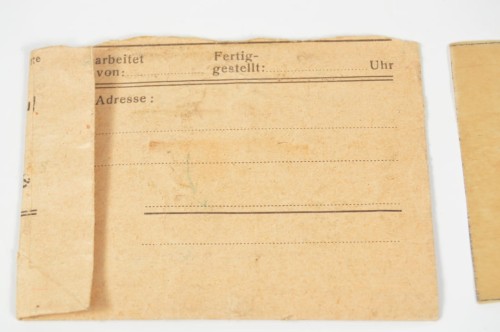 arbeitet Fertig-
von: gestellt: Uhr
Adresse: